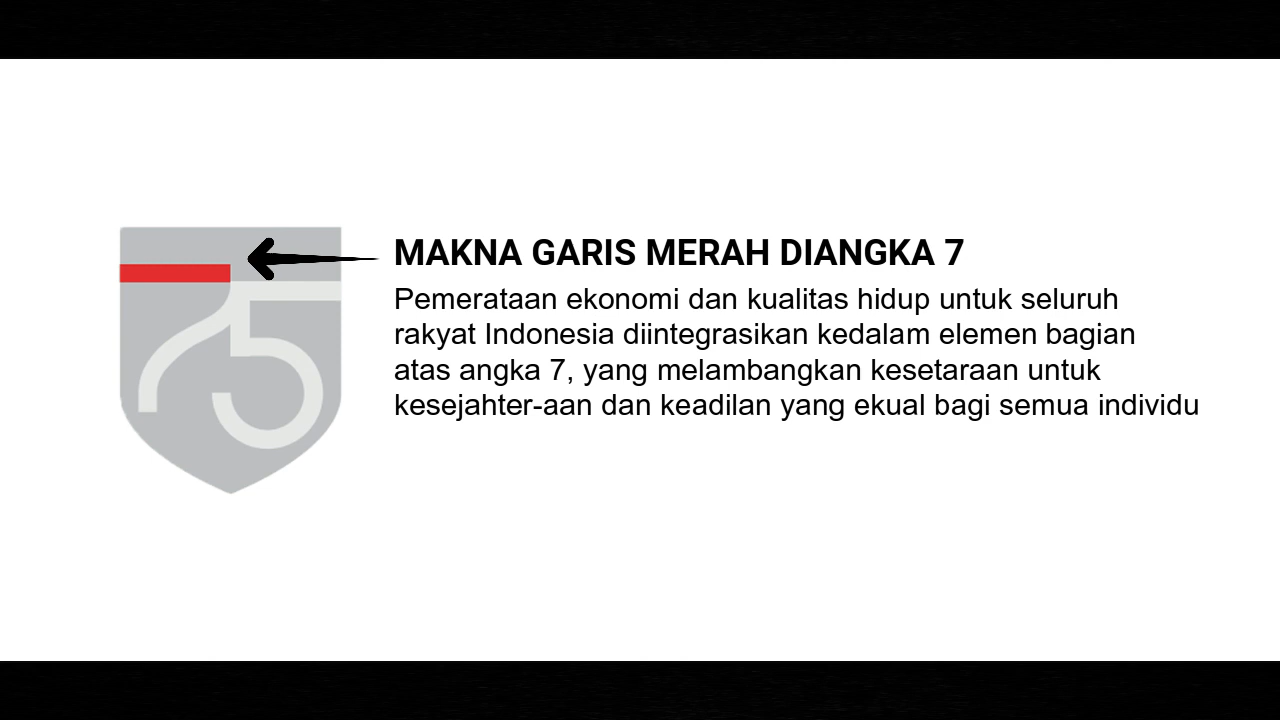 75
MAKNA GARIS MERAH DIANGKA 7
Pemerataan ekonomi dan kualitas hidup untuk seluruh
rakyat Indonesia diintegrasikan kedalam elemen bagian
atas angka 7, yang melambangkan kesetaraan untuk
kesejahter-aan dan keadilan yang ekual bagi semua individu